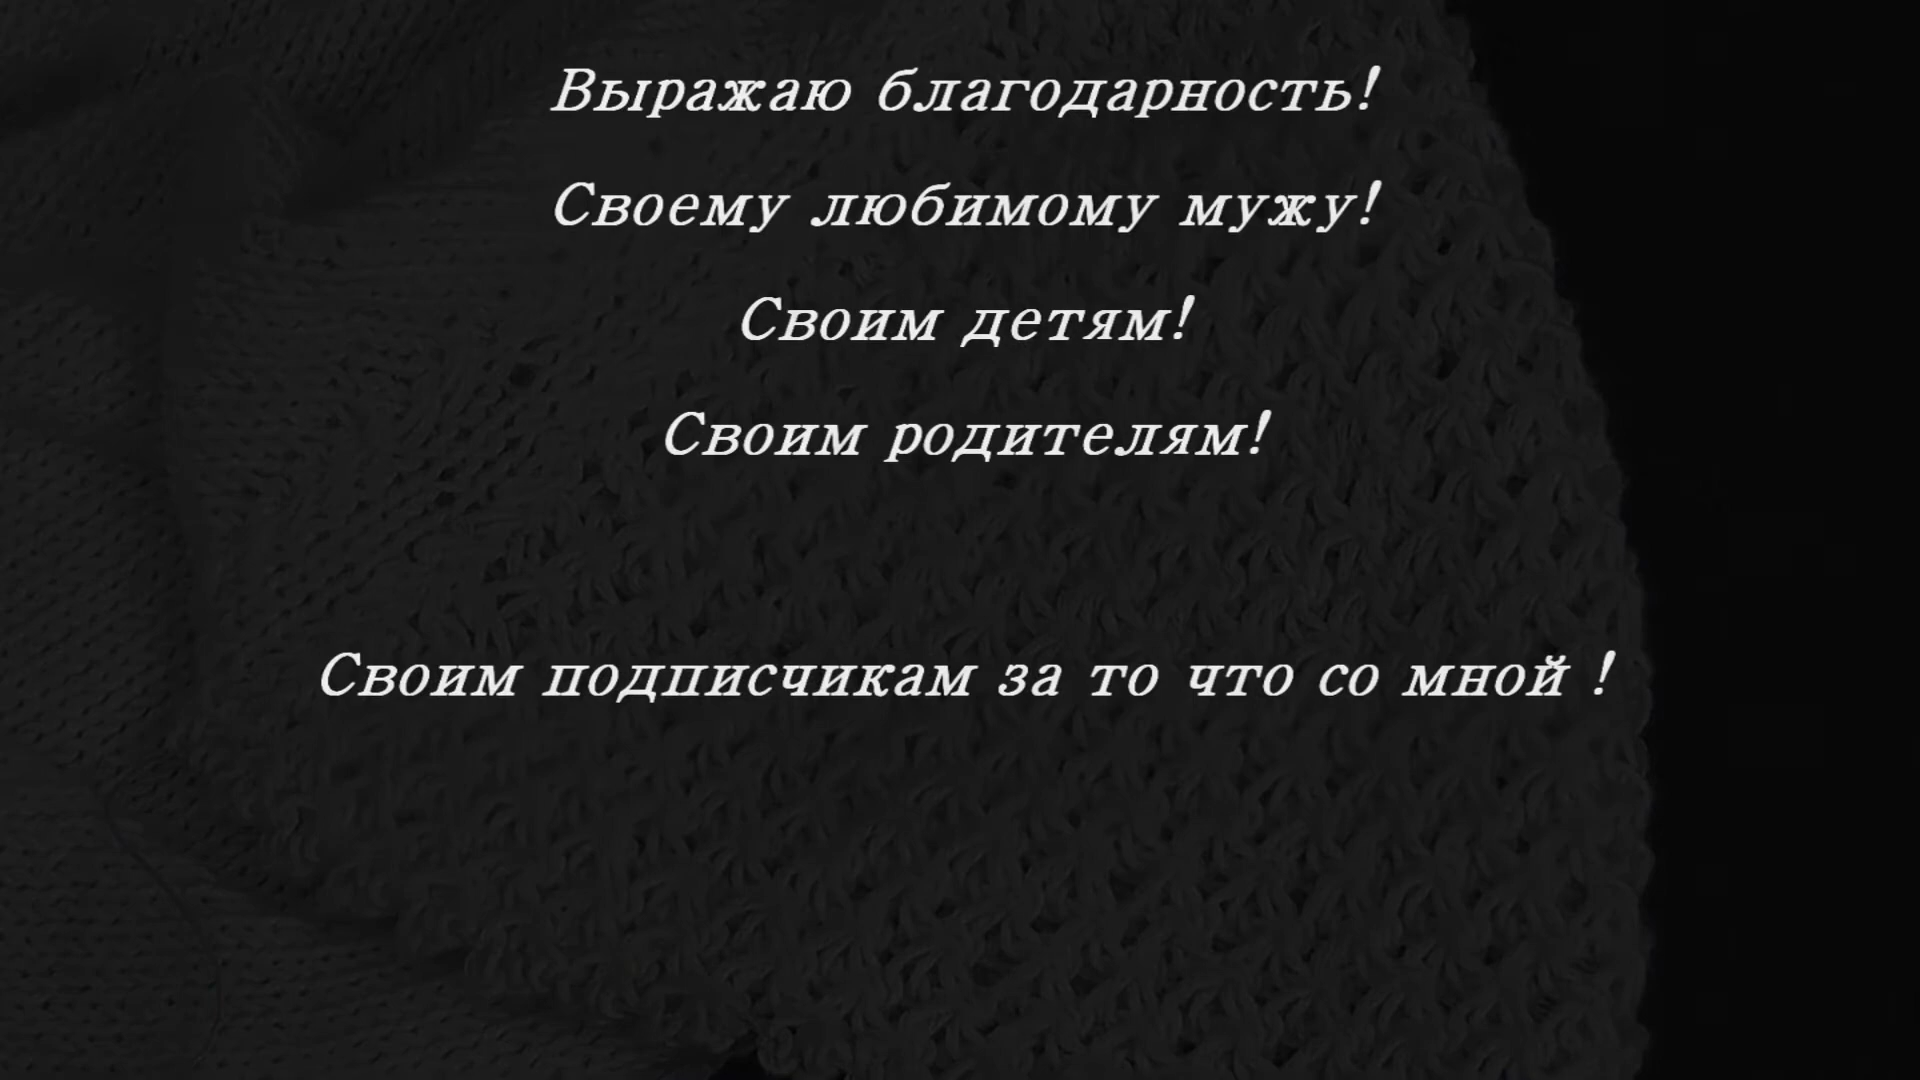 Выражаю благодарность!
Своему любимому мужу!
Своим детям!
Своим родителям!
Своим подписчикам за то что со мной !